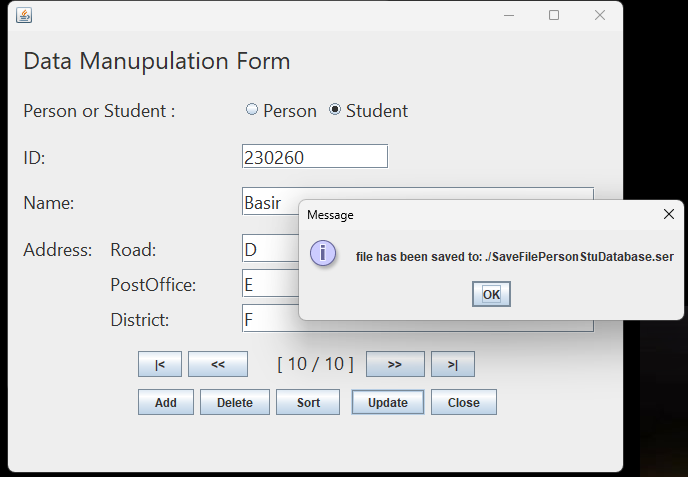 Data Manupulation Form
Person or Student : Person Student
ID: 230260
Name: Basir
Message
file has been saved to: ./SaveFilePersonStuDatabase.ser
OK
Address: Road: D
PostOffice: E
District: F
|< << [ 10 / 10 ] >> >|
Add Delete Sort Update Close